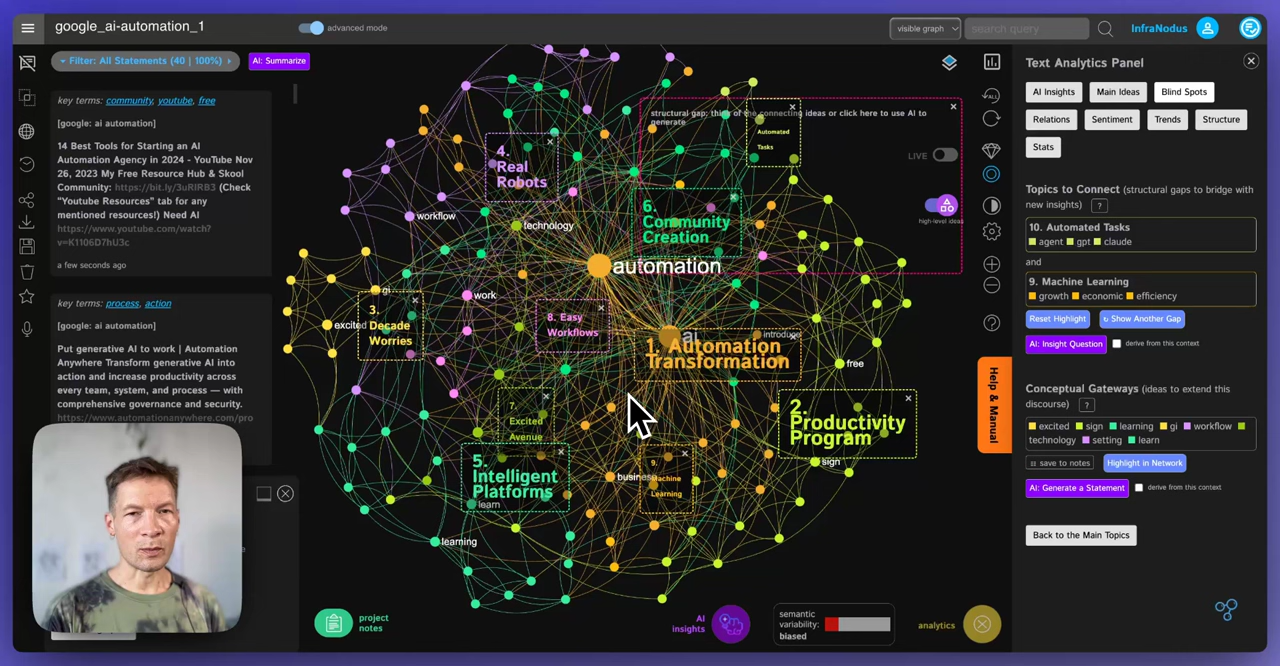 google_ai-automation_1
advanced mode
visible graph
search query
InfraNodus
Filter: All Statements (40 | 100%)
AI: Summarize
key terms: community, youtube, free
[google: ai automation]
14 Best Tools for Starting an AI
Automation Agency in 2024 - YouTube Nov
26, 2023 My Free Resource Hub & Skool
Community: https://bit.ly/3uRIRB3 (Check
"Youtube Resources" tab for any
mentioned resources!) Need AI
https://www.youtube.com/watch?
v=K1106D7hU3c
a few seconds ago
key terms: process, action
[google: ai automation]
Put generative AI to work | Automation
Anywhere Transform generative AI into
action and increase productivity across
every team, system, and process — with
comprehensive governance and security.
https://www.automationanywhere.com/pro
structural gap: think of the connecting ideas or click here to use AI to
generate
Automated
Tasks
LIVE
high-level ideas
4.
Real
Robots
workflow
technology
6.
Community
Creation
automation
gi
work
3.
Decade
Worries
excited
8. Easy
Workflows
ai
introduce
1. Automation
Transformation
free
7.
Excited
Avenue
2.
Productivity
Program
sign
5.
Intelligent
Platforms
learn
business
9.
Machine
Learning
learning
project
notes
AI
insights
semantic
variability:
biased
analytics
Help & Manual
Text Analytics Panel
AI Insights
Main Ideas
Blind Spots
Relations
Sentiment
Trends
Structure
Stats
Topics to Connect (structural gaps to bridge with
new insights) ?
10. Automated Tasks
agent gpt claude
and
9. Machine Learning
growth economic efficiency
Reset Highlight
Show Another Gap
AI: Insight Question
derive from this context
Conceptual Gateways (ideas to extend this
discourse) ?
excited sign learning gi workflow
technology setting learn
:: save to notes
Highlight in Network
AI: Generate a Statement
derive from this context
Back to the Main Topics